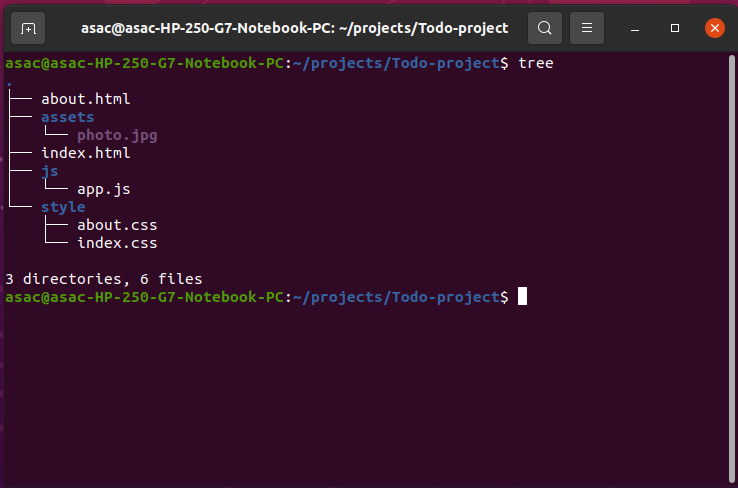 asac@asac-HP-250-G7-Notebook-PC: ~/projects/Todo-project
asac@asac-HP-250-G7-Notebook-PC:~/projects/Todo-project$ tree
.
├── about.html
├── assets
│   └── photo.jpg
├── index.html
├── js
│   └── app.js
└── style
    ├── about.css
    └── index.css
3 directories, 6 files
asac@asac-HP-250-G7-Notebook-PC:~/projects/Todo-project$